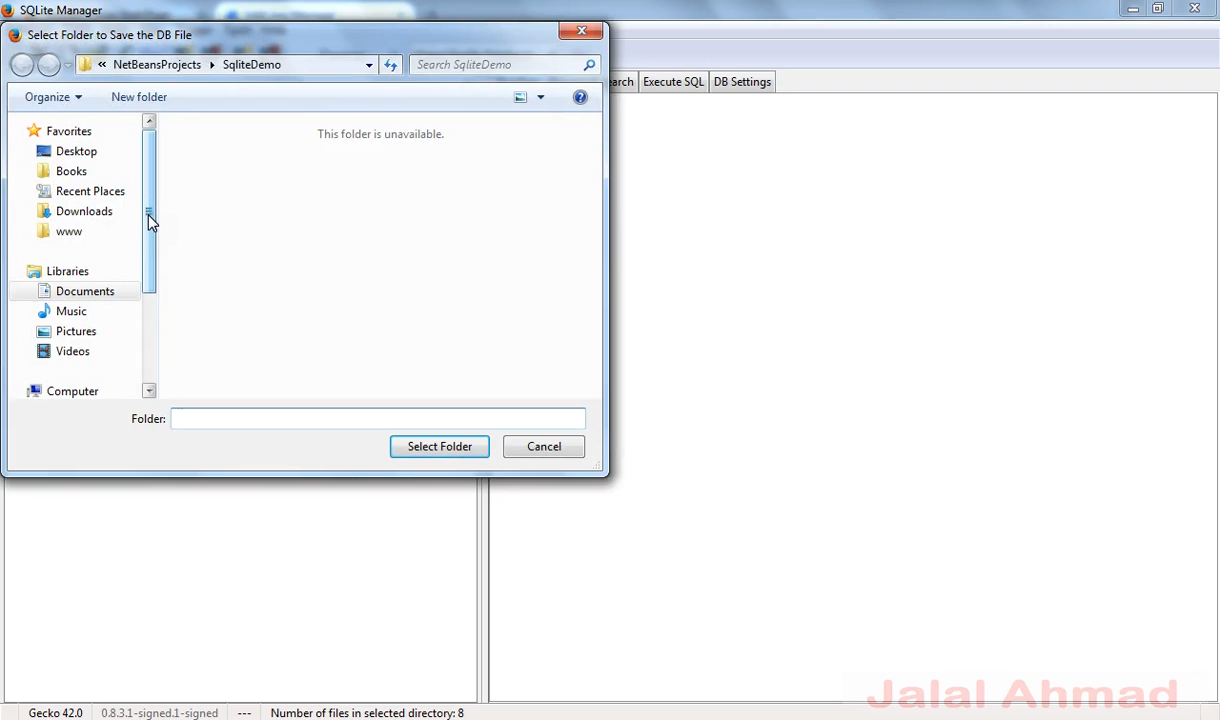 SQLite Manager
Select Folder to Save the DB File
« NetBeansProjects SqliteDemo
Search SqliteDemo
Organize
New folder
arch
Execute SQL
DB Settings
This folder is unavailable.
Favorites
Desktop
Books
Recent Places
Downloads
www
Libraries
Documents
Music
Pictures
Videos
Computer
Folder:
Select Folder
Cancel
Jalal Ahmad
Gecko 42.0
0.8.3.1-signed.1-signed
---
Number of files in selected directory: 8